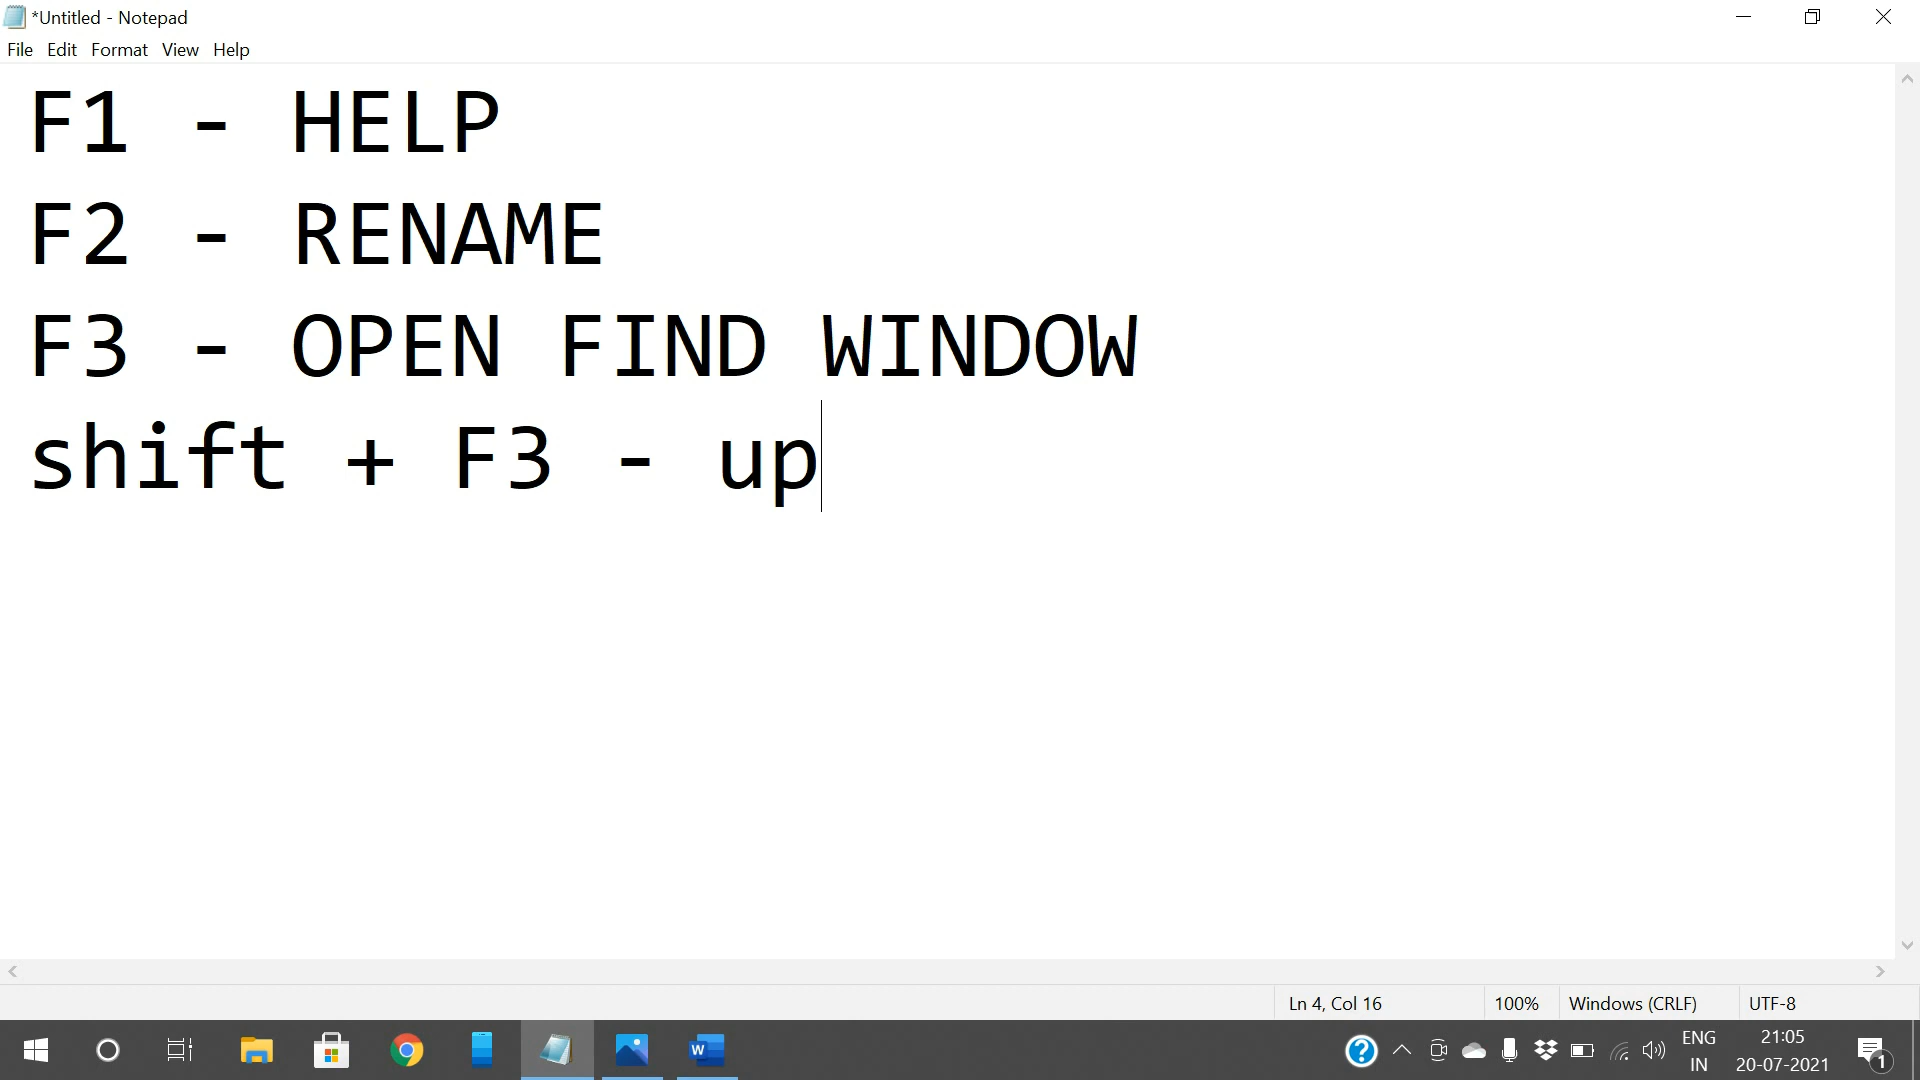 *Untitled - Notepad
File Edit Format View Help
F1 - HELP
F2 - RENAME
F3 - OPEN FIND WINDOW
shift + F3 - up
Ln 4, Col 16 100% Windows (CRLF) UTF-8
W
?
ENG
IN
21:05
20-07-2021
1